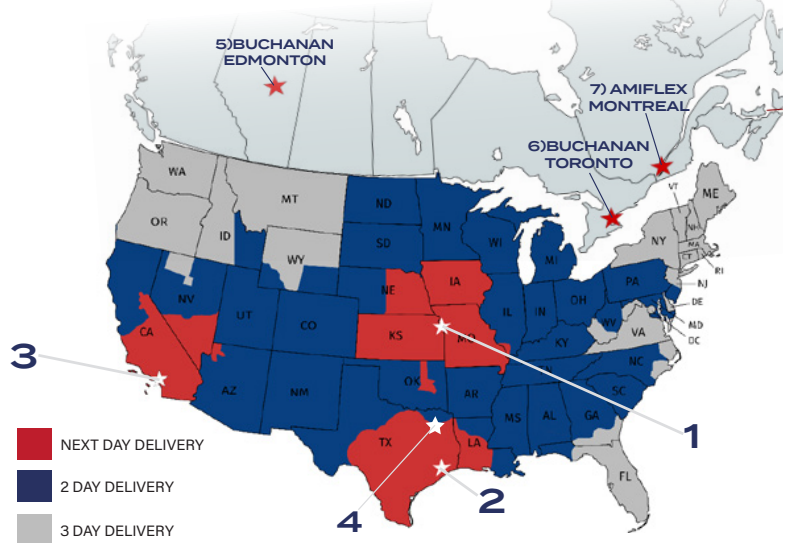 5)BUCHANAN
EDMONTON
7) AMIFLEX
MONTREAL
6)BUCHANAN
TORONTO
WA
MT
ND
MN
OR
ID
WY
SD
WI
MI
VT
ME
NH
NY
MA
CT
RI
NJ
PA
DE
MD
DC
IA
NE
NV
UT
CO
KS
MO
IL
IN
OH
WV
VA
KY
CA
AZ
NM
OK
AR
TN
NC
SC
MS
AL
GA
TX
LA
FL
3
1
2
4
NEXT DAY DELIVERY
2 DAY DELIVERY
3 DAY DELIVERY